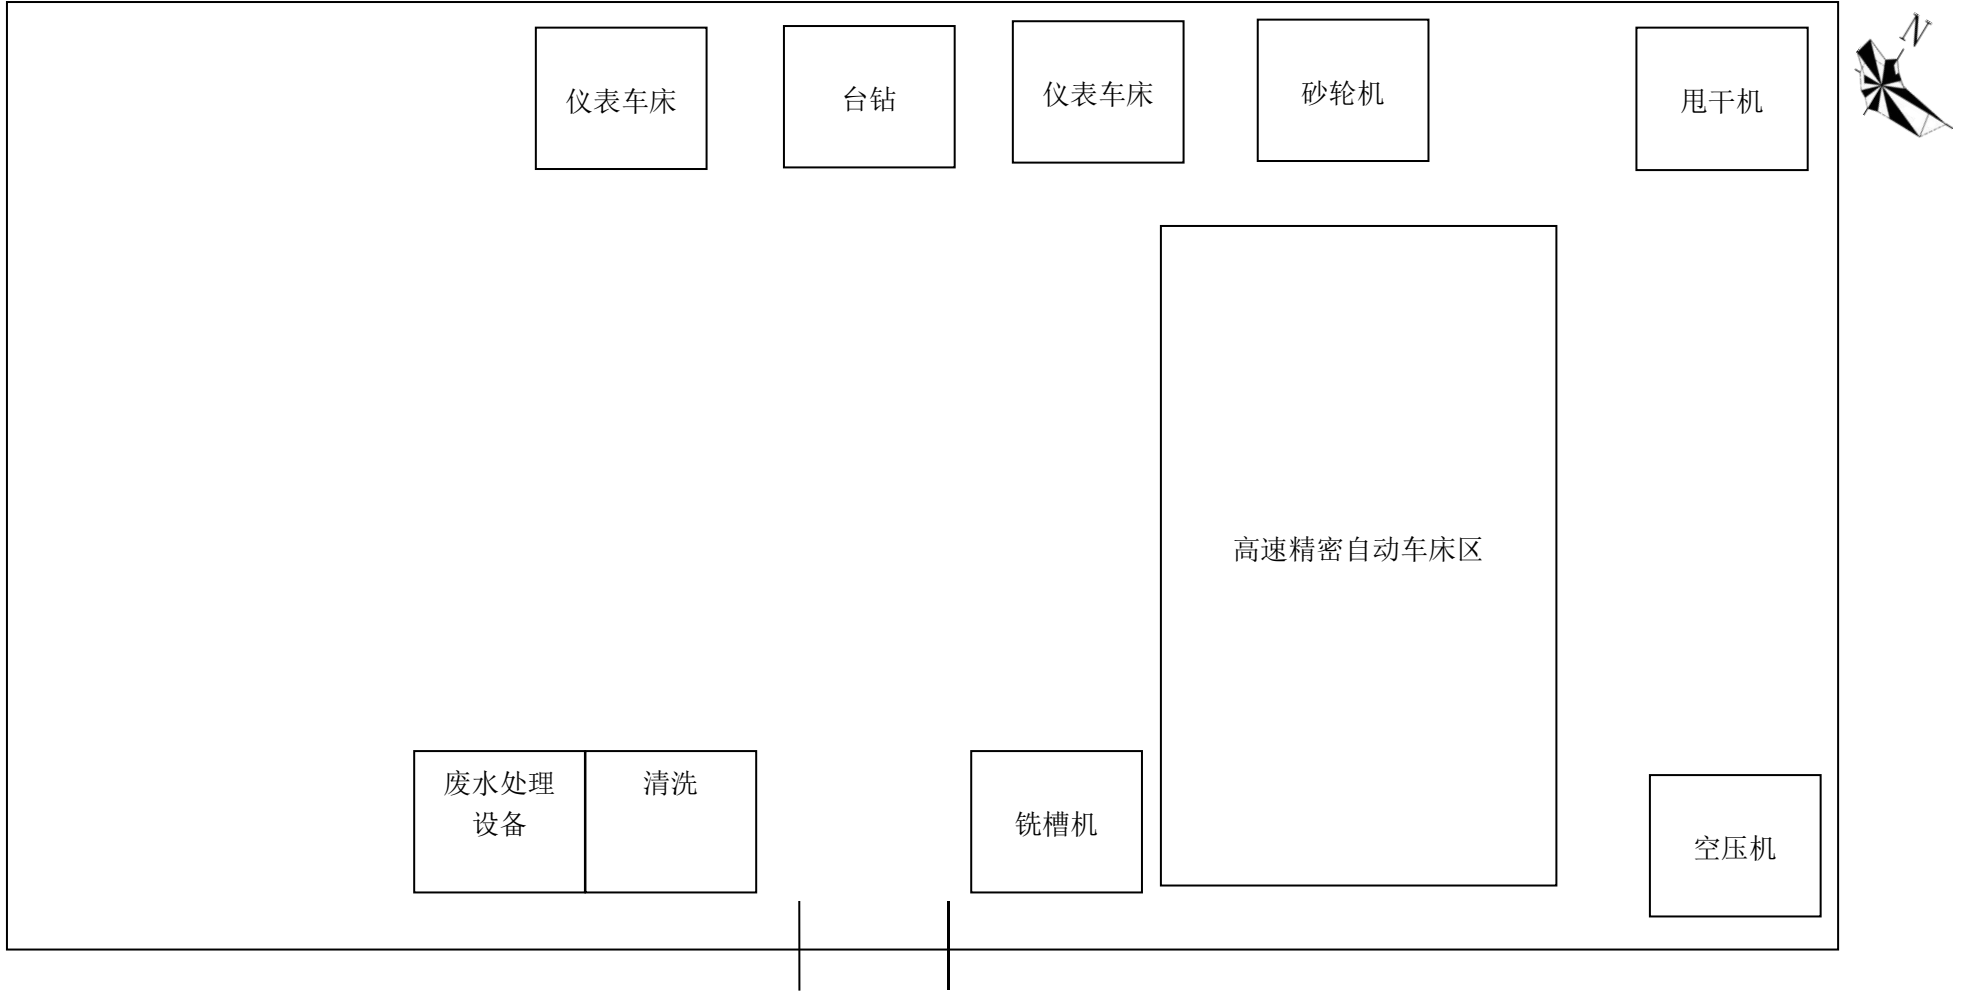 仪表车床
台钻
仪表车床
砂轮机
甩干机
N
高速精密自动车床区
废水处理
设备
清洗
铣槽机
空压机